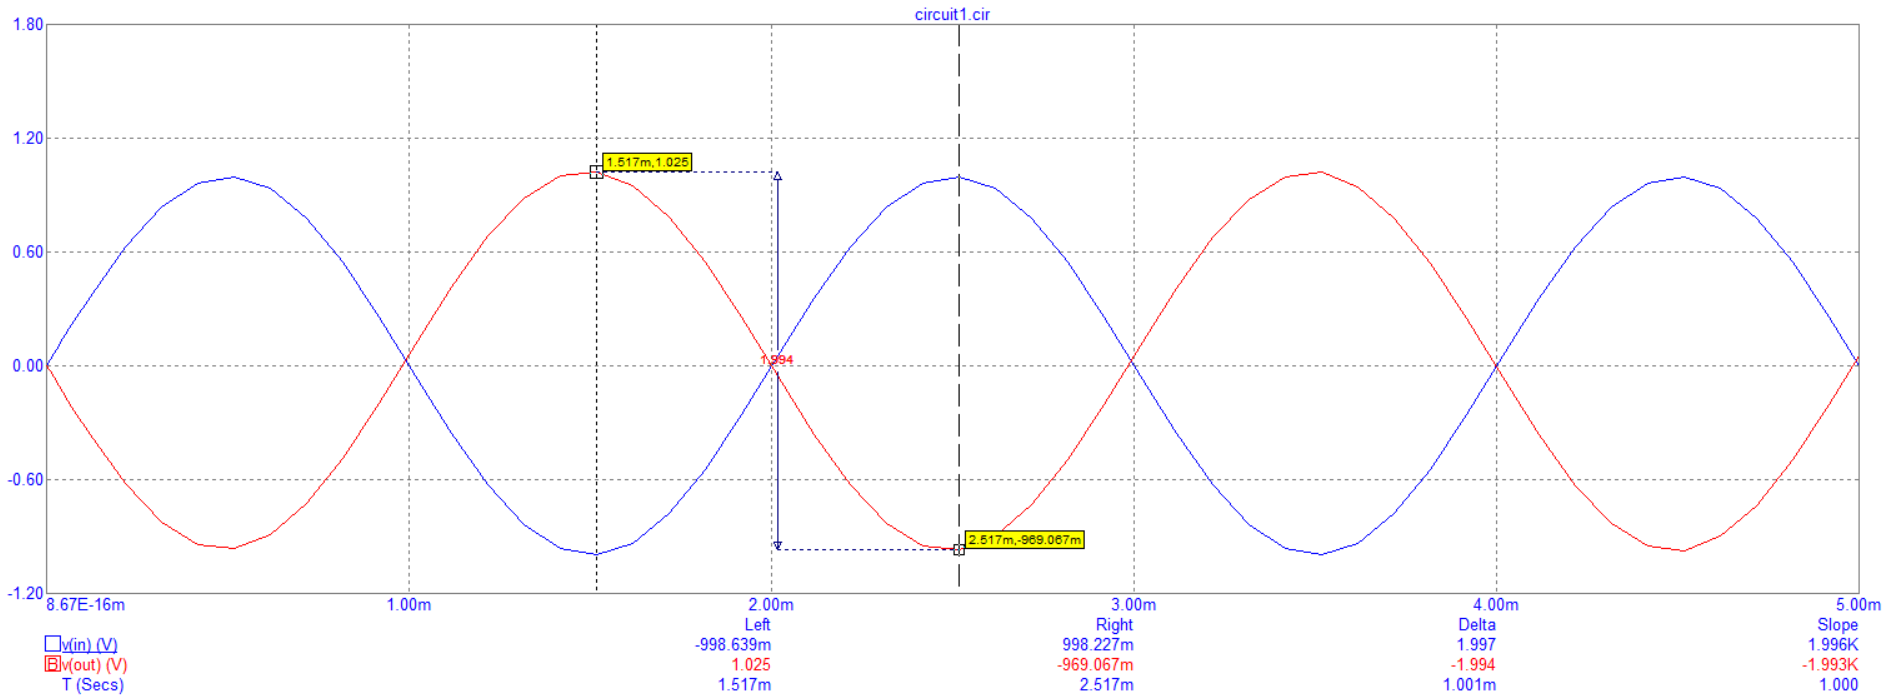 circuit1.cir
1.80
1.20
1.517m,1.025
0.60
1.994
0.00
-0.60
2.517m,-969.067m
-1.20
8.67E-16m 1.00m 2.00m 3.00m 4.00m 5.00m
Left Right Delta Slope
v(in) (V) -998.639m 998.227m 1.997 1.996K
B v(out) (V) 1.025 -969.067m -1.994 -1.993K
T (Secs) 1.517m 2.517m 1.001m 1.000